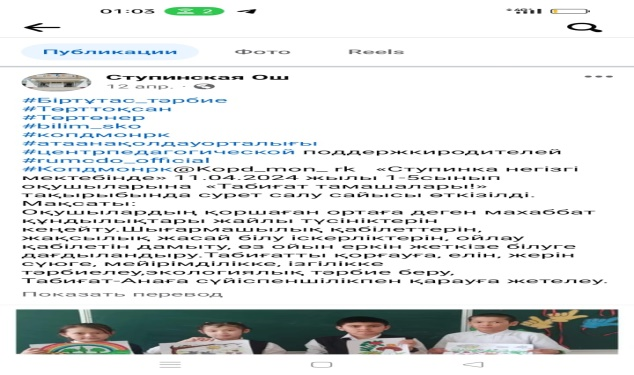 01:03 2
Публикации Фото Reels
Ступинская Ош
12 апр.
#Біртұтас_тәрбие
#Төрттоқсан
#Төртөнер
#bilim_sko
#копдмонрк
#атаанақолдауорталығы
#центрпедагогической поддержкиродителей
#rumcdo_official
#Копдмонрк@Kopd_mon_ rk «Ступинка негізгі
мектебінде» 11.04.2024 жылы 1-5сынып
оқушыларына «Табиғат тамашалары!»
тақырыбында сурет салу сайысы өткізілді.
Мақсаты:
Оқушылардың қоршаған ортаға деген махаббат
құндылықтары жайлы түсініктерін
кеңейту.Шығармашылық қабілеттерін,
жақсылық жасай білу іскерліктерін, ойлау
қабілетін дамыту, өз ойын еркін жеткізе білуге
дағдыландыру.Табиғатты қорғауға, елін, жерін
сүюге, мейірімділікке, ізгілікке
тәрбиелеу,экологиялық тәрбие беру,
Табиғат-Анаға сүйіспеншілікпен қарауға жетелеу.
Показать перевод